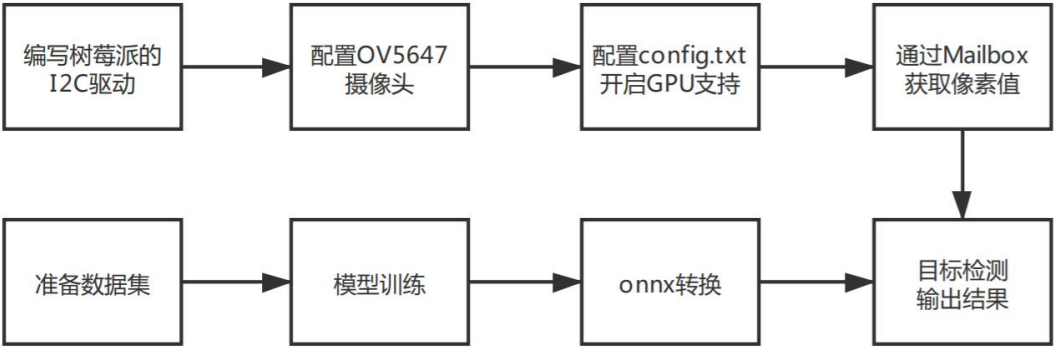 编写树莓派的
I2C驱动
配置OV5647
摄像头
配置config.txt
开启GPU支持
通过Mailbox
获取像素值
准备数据集
模型训练
onnx转换
目标检测
输出结果